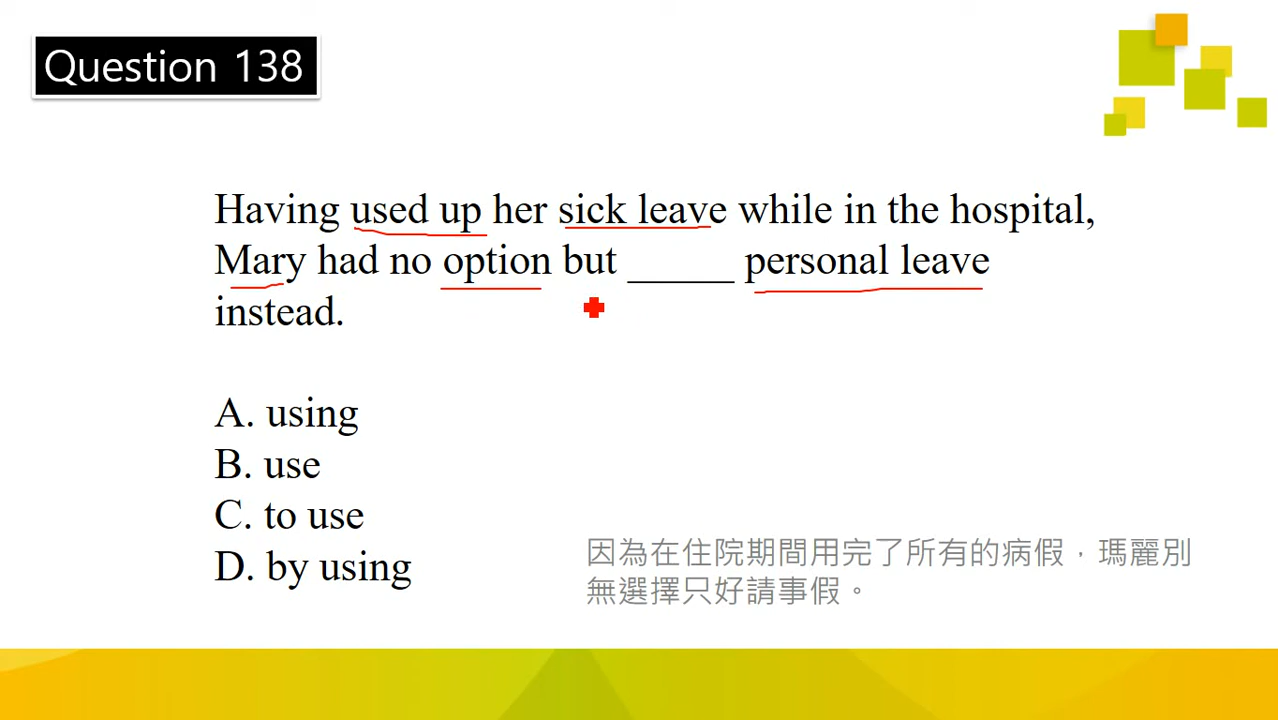 Question 138
Having used up her sick leave while in the hospital,
Mary had no option but ______ personal leave
instead.
A. using
B. use
C. to use
D. by using
因為在住院期間用完了所有的病假，瑪麗別
無選擇只好請事假。